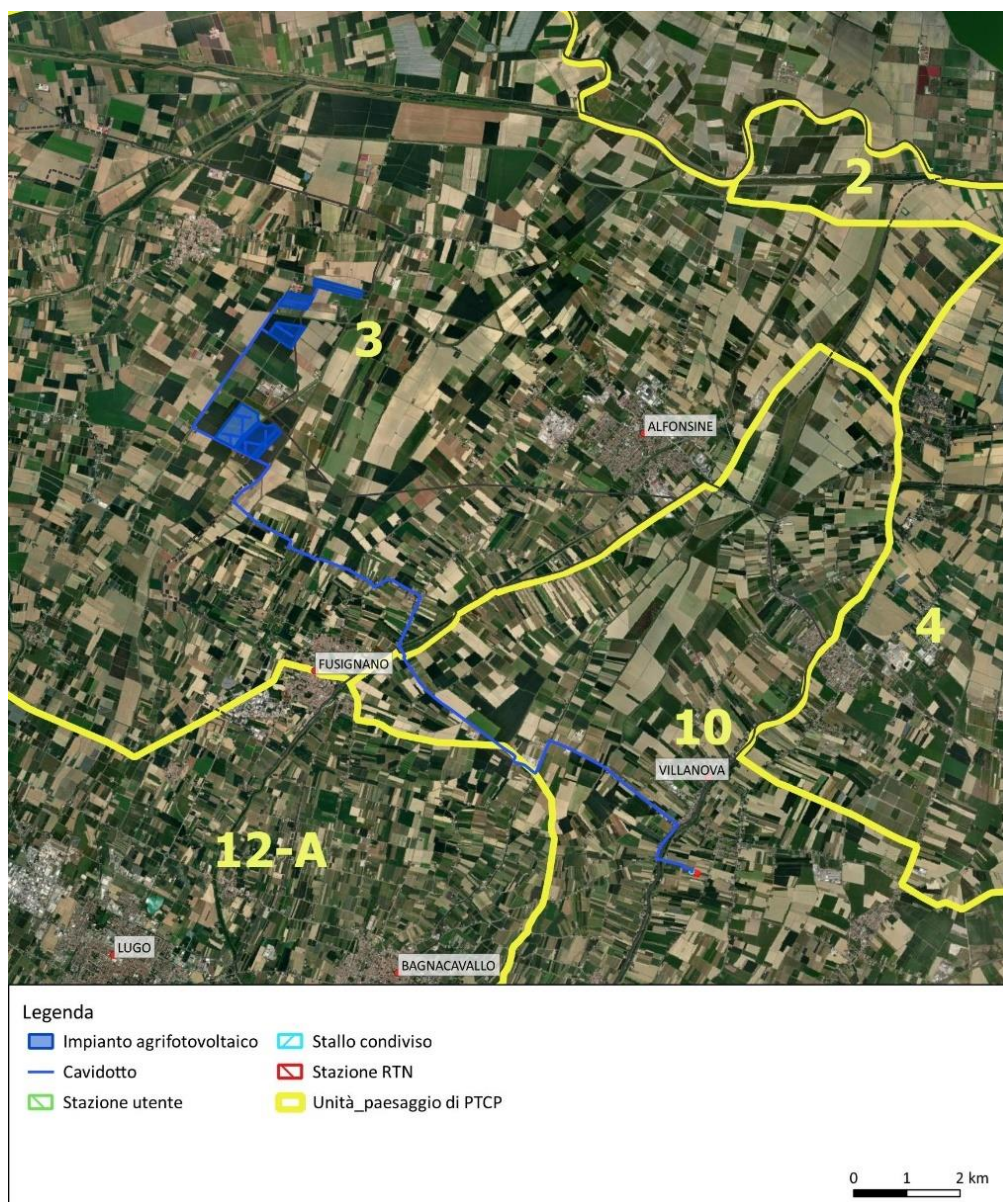 2
3
ALFONSINE
4
FUSIGNANO
10
VILLANOVA
12-A
LUGO
BAGNACAVALLO
Legenda
Impianto agrifotovoltaico
Stallo condiviso
Cavidotto
Stazione RTN
Stazione utente
Unità_paesaggio di PTCP
0 1 2 km